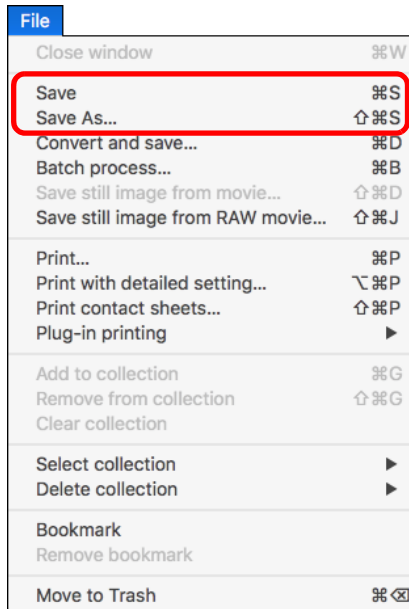 File
Close window ⌘W
Save ⌘S
Save As... ⇧⌘S
Convert and save... ⌘D
Batch process... ⌘B
Save still image from movie... ⇧⌘D
Save still image from RAW movie... ⇧⌘J
Print... ⌘P
Print with detailed setting... ⌥⌘P
Print contact sheets... ⇧⌘P
Plug-in printing ▶
Add to collection ⌘G
Remove from collection ⇧⌘G
Clear collection
Select collection ▶
Delete collection ▶
Bookmark
Remove bookmark
Move to Trash ⌘⌫